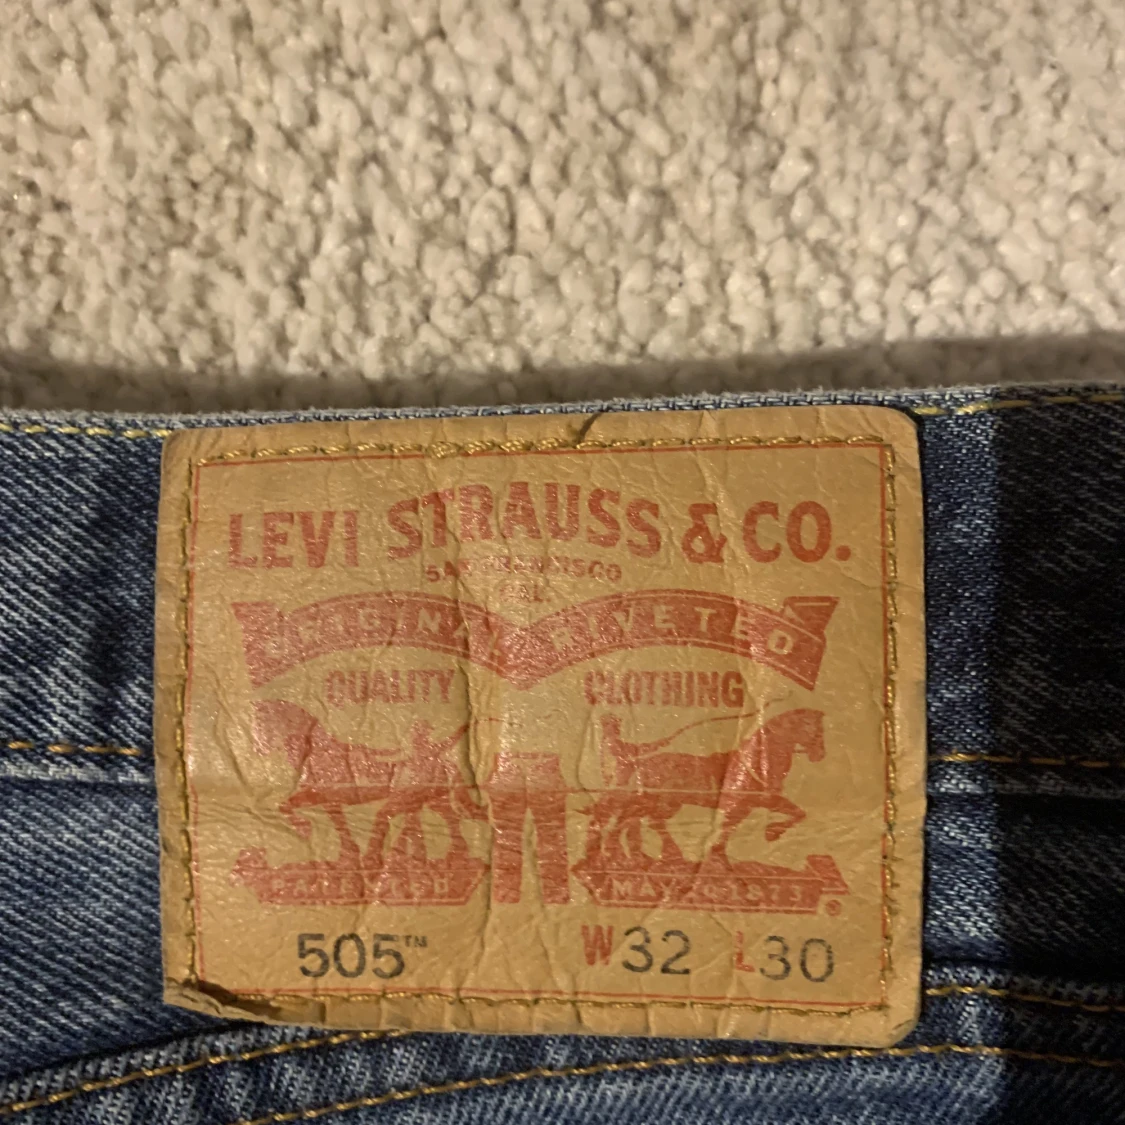 LEVI STRAUSS & CO.
SAN FRANCISCO
CAL.
ORIGINAL RIVETED
QUALITY CLOTHING
PATENTED MAY 20 1873 ®
505™ W32 L30